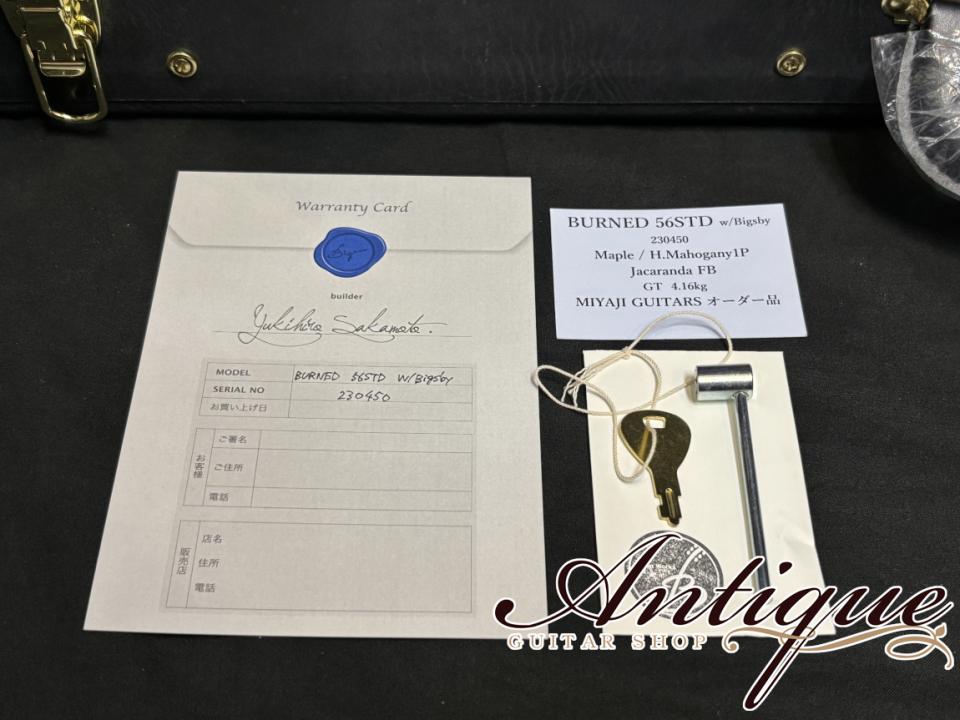 Warranty Card
builder
Yukihiro Sakamoto.
MODEL BURNED 56STD W/Bigsby
SERIAL NO 230450
お買い上げ日
お客様
ご署名
ご住所
電話
販売店
店名
住所
電話
BURNED 56STD w/Bigsby
230450
Maple / H.Mahogany1P
Jacaranda FB
GT 4.16kg
MIYAJI GUITARS オーダー品
Antique
GUITAR SHOP